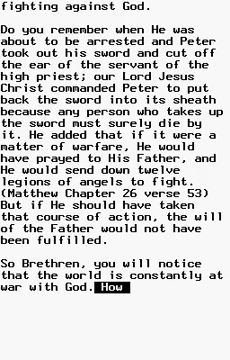 fighting against God.
Do you remember when He was
about to be arrested and Peter
took out his sword and cut off
the ear of the servant of the
high priest; our Lord Jesus
Christ commanded Peter to put
back the sword into its sheath
because any person who takes up
the sword must surely die by
it. He added that if it were a
matter of warfare, He would
have prayed to His Father, and
He would send down twelve
legions of angels to fight.
(Matthew Chapter 26 verse 53)
But if He should have taken
that course of action, the will
of the Father would not have
been fulfilled.
So Brethren, you will notice
that the world is constantly at
war with God. How